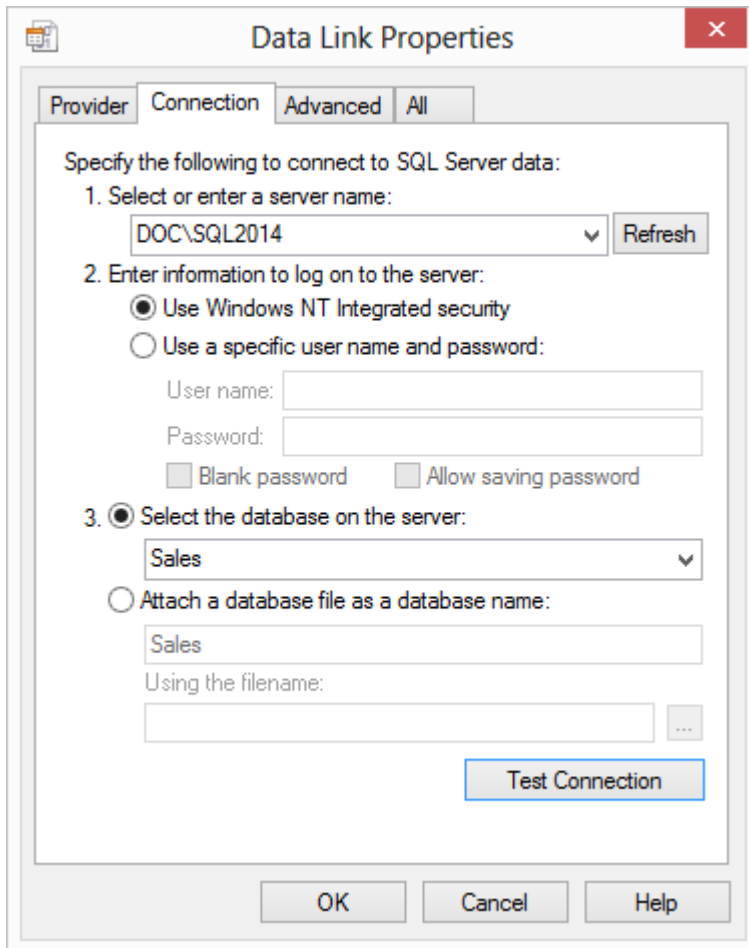 Data Link Properties
Provider Connection Advanced All
Specify the following to connect to SQL Server data:
1. Select or enter a server name:
DOC\SQL2014 Refresh
2. Enter information to log on to the server:
Use Windows NT Integrated security
Use a specific user name and password:
User name:
Password:
Blank password Allow saving password
3. Select the database on the server:
Sales
Attach a database file as a database name:
Sales
Using the filename:
...
Test Connection
OK Cancel Help